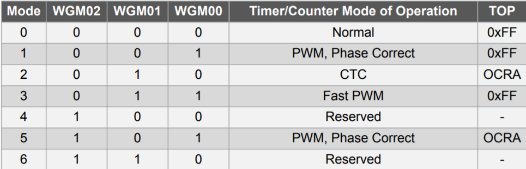 Mode WGM02 WGM01 WGM00 Timer/Counter Mode of Operation TOP
0 0 0 0 Normal 0xFF
1 0 0 1 PWM, Phase Correct 0xFF
2 0 1 0 CTC OCRA
3 0 1 1 Fast PWM 0xFF
4 1 0 0 Reserved -
5 1 0 1 PWM, Phase Correct OCRA
6 1 1 0 Reserved -